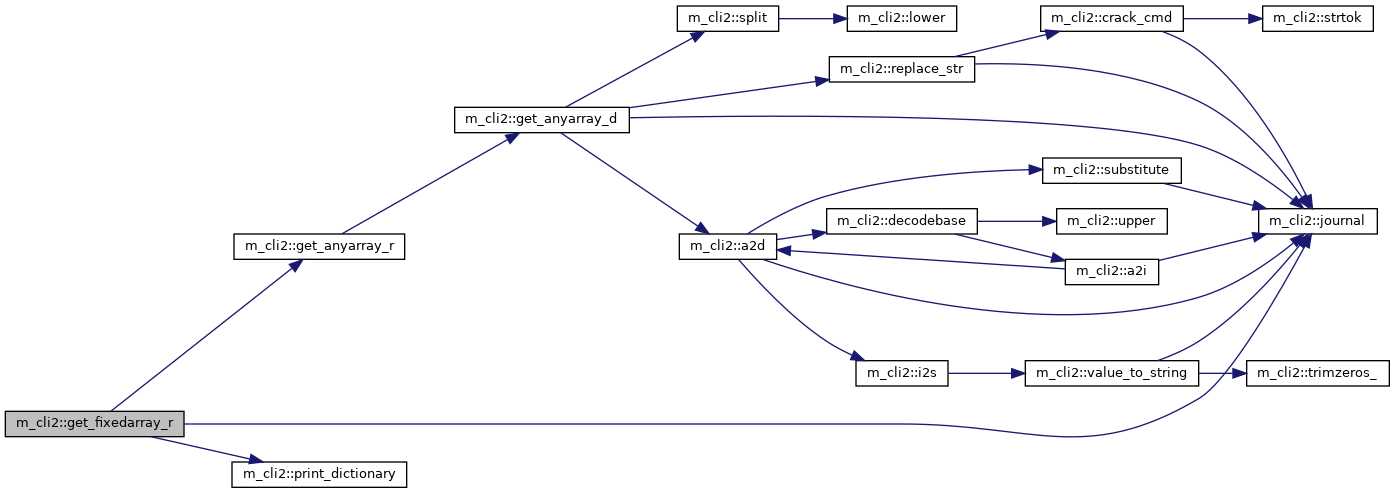 m_cli2::split
m_cli2::lower
m_cli2::crack_cmd
m_cli2::strtok
m_cli2::replace_str
m_cli2::get_anyarray_d
m_cli2::substitute
m_cli2::decodebase
m_cli2::upper
m_cli2::journal
m_cli2::get_anyarray_r
m_cli2::a2d
m_cli2::a2i
m_cli2::i2s
m_cli2::value_to_string
m_cli2::trimzeros_
m_cli2::get_fixedarray_r
m_cli2::print_dictionary